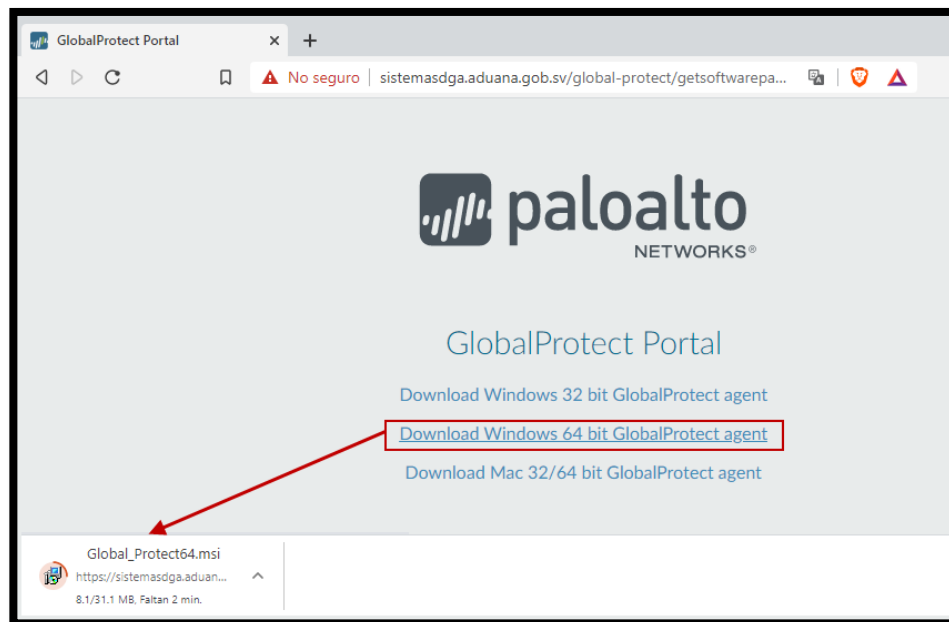 GlobalProtect Portal
No seguro | sistemasdga.aduana.gob.sv/global-protect/getsoftwarepa...
paloalto
NETWORKS®
GlobalProtect Portal
Download Windows 32 bit GlobalProtect agent
Download Windows 64 bit GlobalProtect agent
Download Mac 32/64 bit GlobalProtect agent
Global_Protect64.msi
https://sistemasdga.aduan...
8.1/31.1 MB, Faltan 2 min.